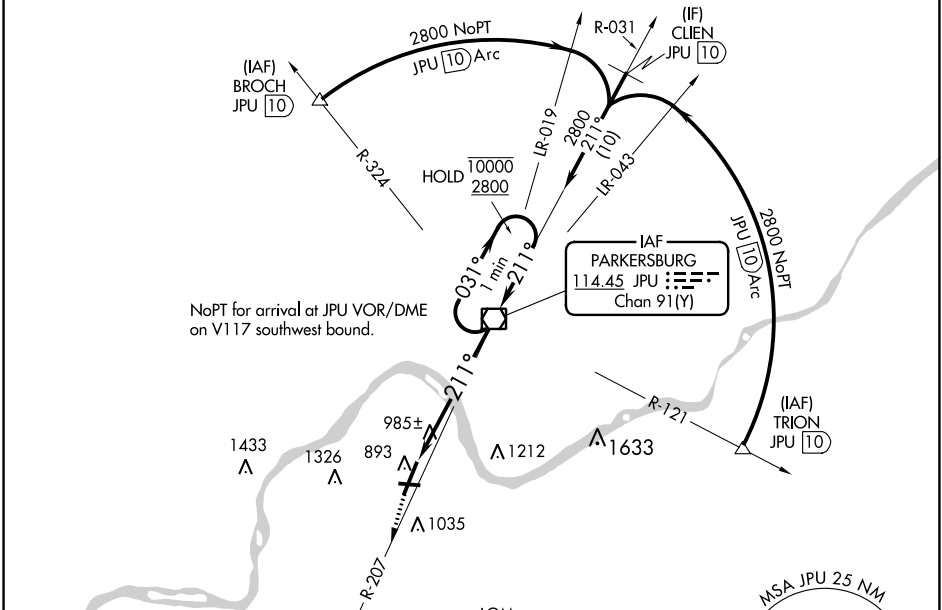 2800 NoPT
JPU 10 Arc
R-031
(IF)
CLIEN
JPU 10
(IAF)
BROCH
JPU 10
R-324
LR-019
2800
211°
(10)
LR-043
HOLD 10000
2800
031°
1 min
211°
2800 NoPT
JPU 10 Arc
IAF
PARKERSBURG
114.45 JPU
Chan 91(Y)
NoPT for arrival at JPU VOR/DME
on V117 southwest bound.
211°
R-121
(IAF)
TRION
JPU 10
985±
1433
1326
893
1212
1633
1035
R-207
MSA JPU 25 NM